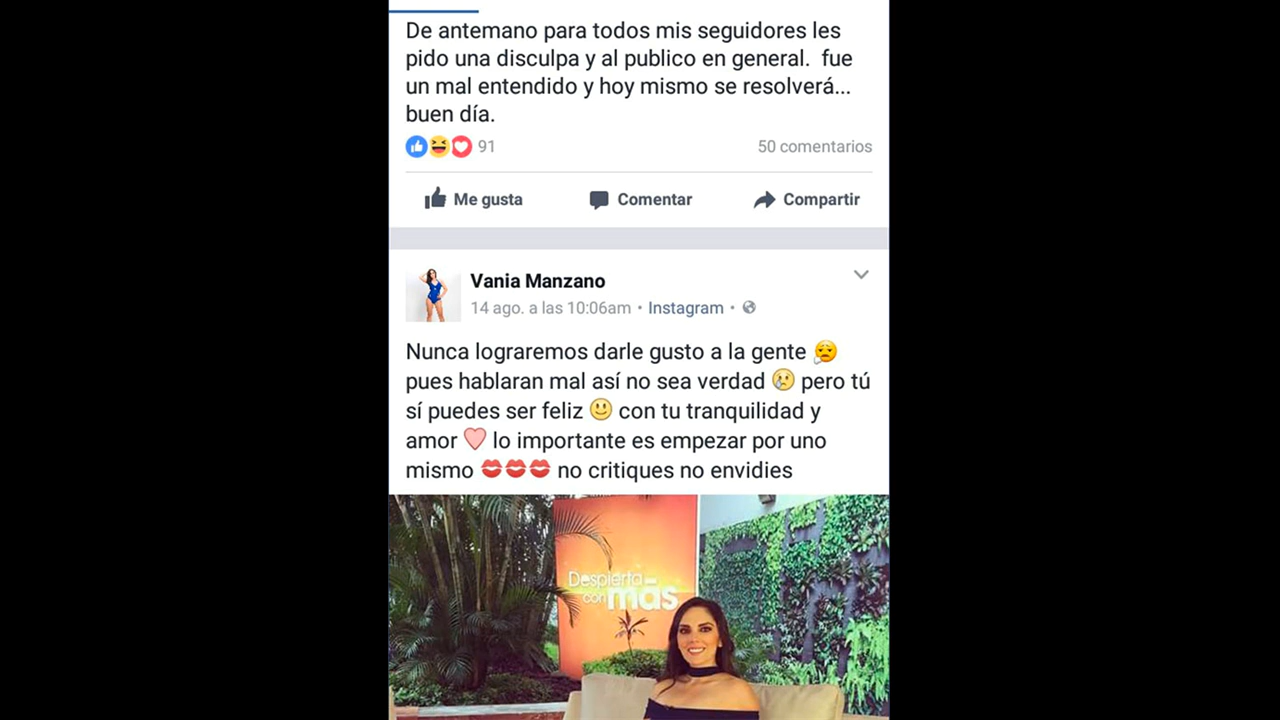 De antemano para todos mis seguidores les
pido una disculpa y al publico en general. fue
un mal entendido y hoy mismo se resolverá...
buen día.
91
50 comentarios
Me gusta
Comentar
Compartir
Vania Manzano
14 ago. a las 10:06am • Instagram •
Nunca lograremos darle gusto a la gente 😤
pues hablaran mal así no sea verdad 😢 pero tú
sí puedes ser feliz 🙂 con tu tranquilidad y
amor ❤ lo importante es empezar por uno
mismo 💋💋💋 no critiques no envidies
Despierta
con más